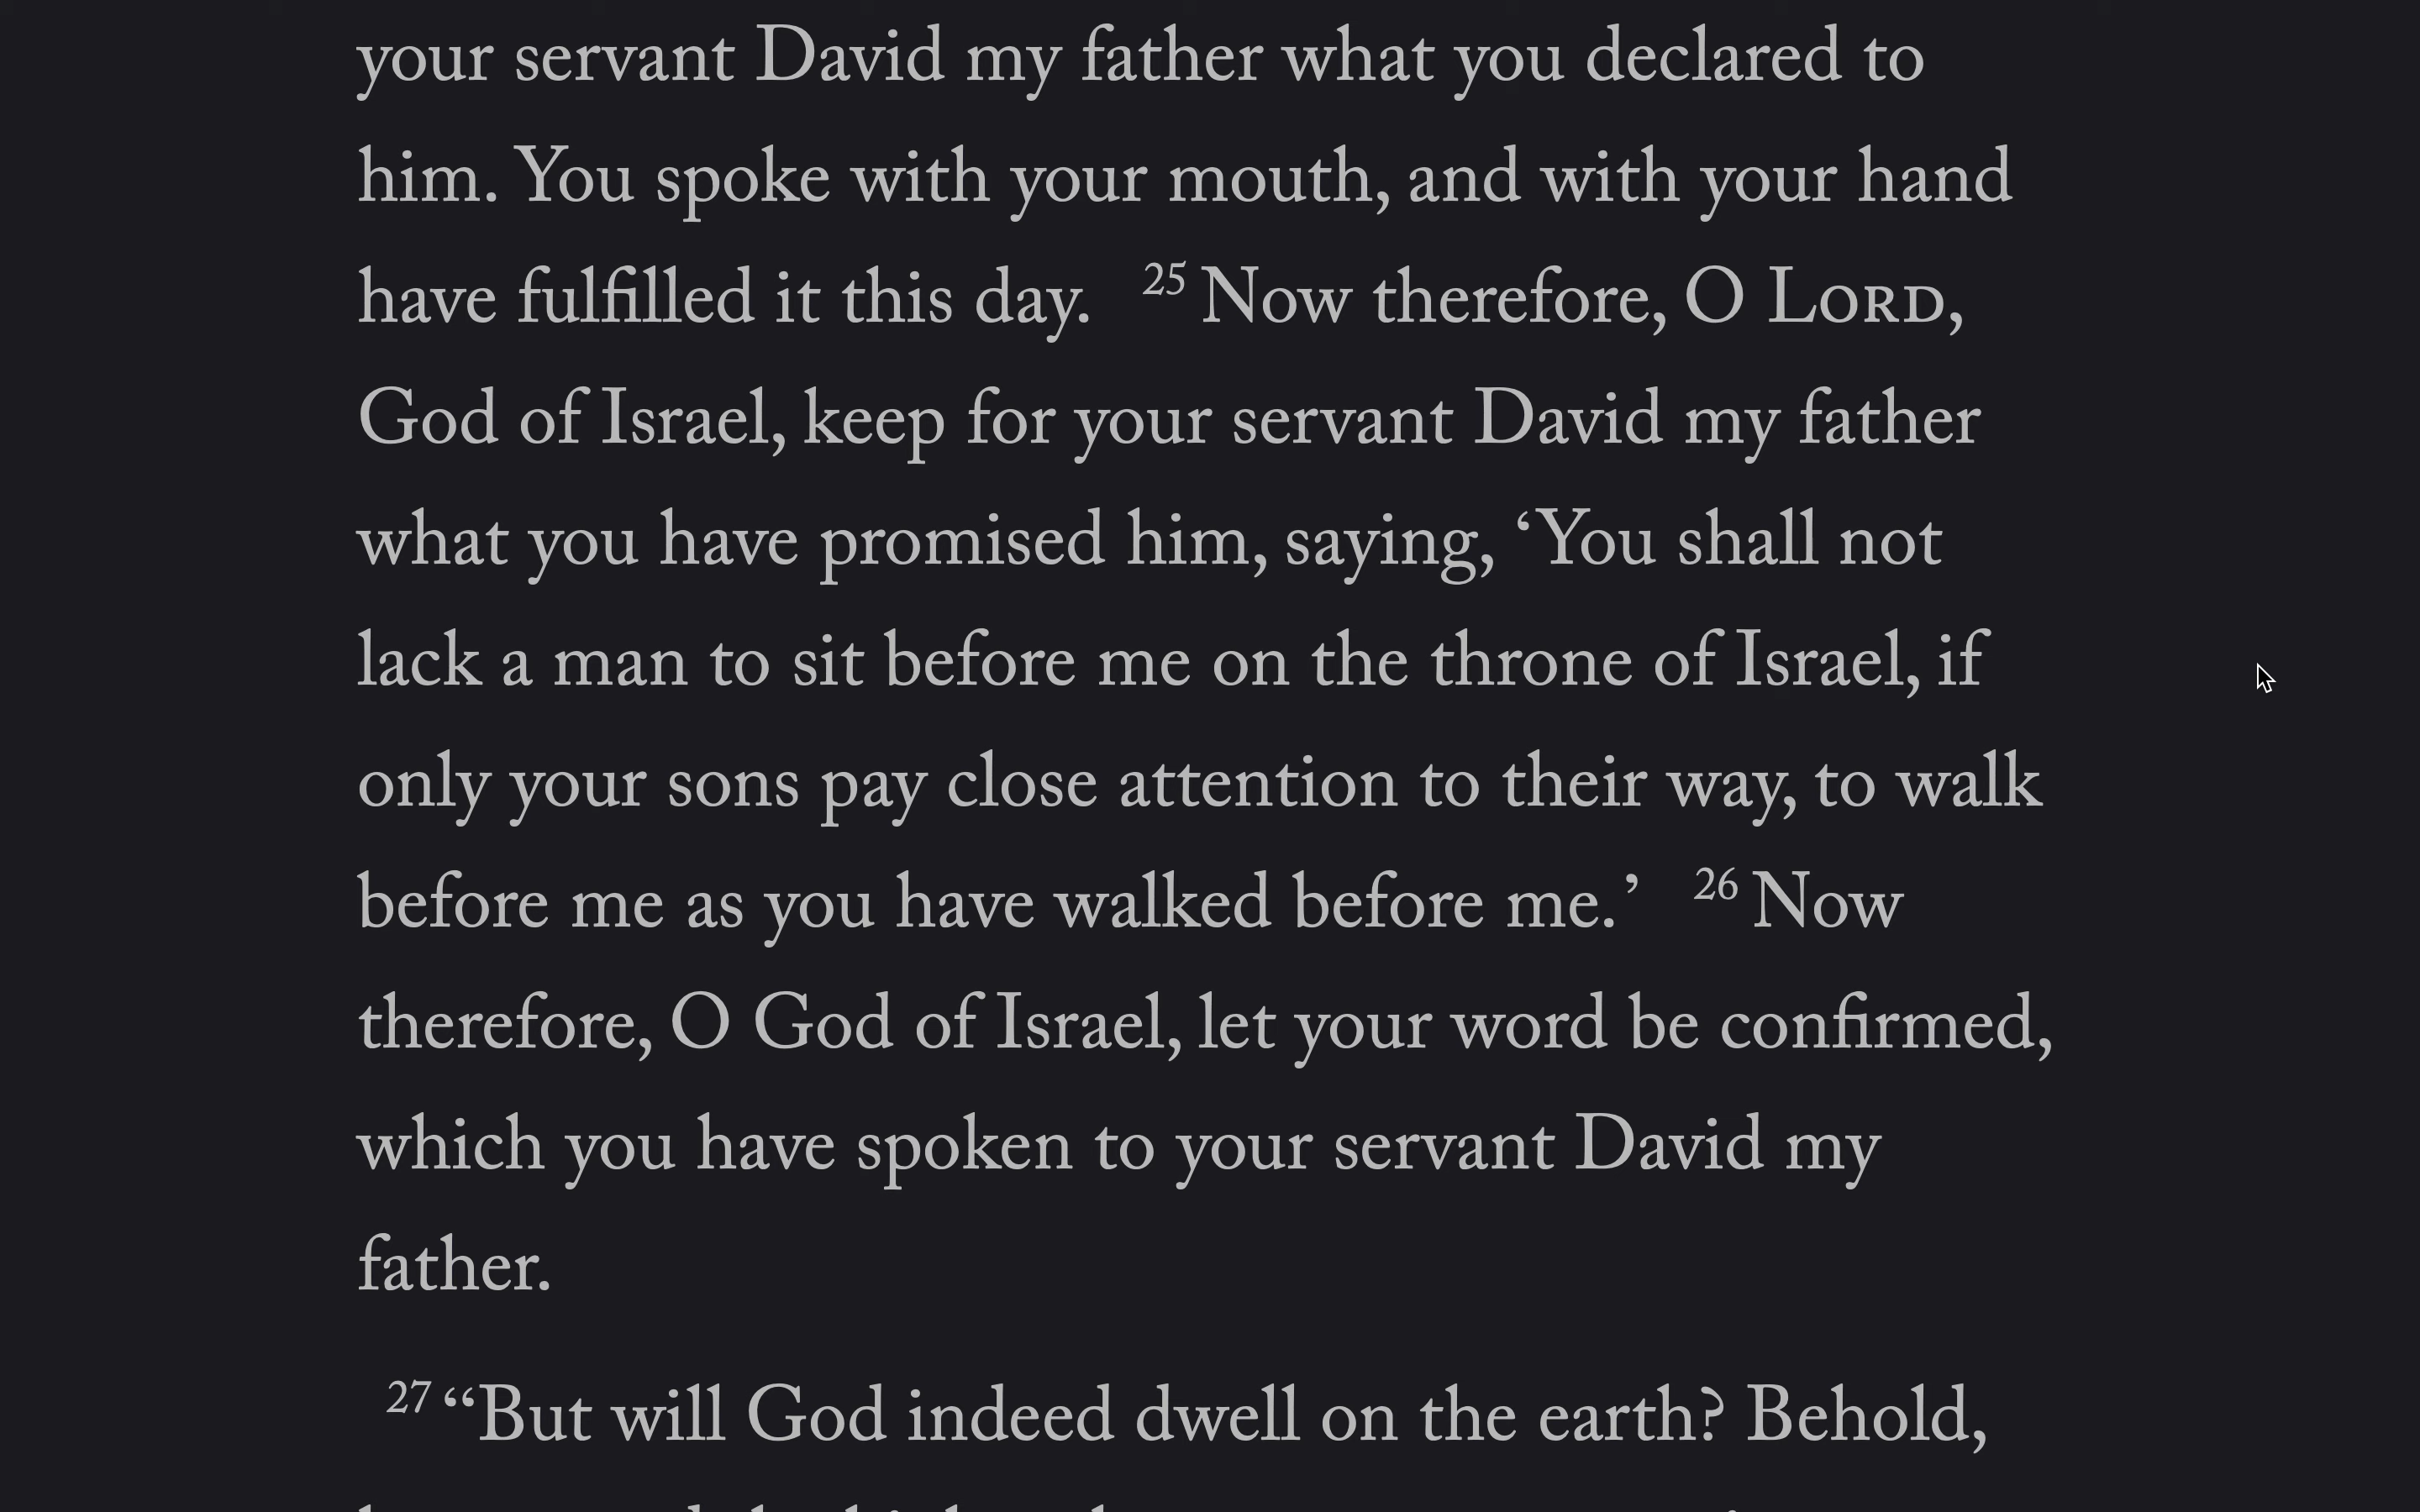 your servant David my father what you declared to
him. You spoke with your mouth, and with your hand
have fulfilled it this day. 25 Now therefore, O LORD,
God of Israel, keep for your servant David my father
what you have promised him, saying, ‘You shall not
lack a man to sit before me on the throne of Israel, if
only your sons pay close attention to their way, to walk
before me as you have walked before me.’ 26 Now
therefore, O God of Israel, let your word be confirmed,
which you have spoken to your servant David my
father.
27 “But will God indeed dwell on the earth? Behold,